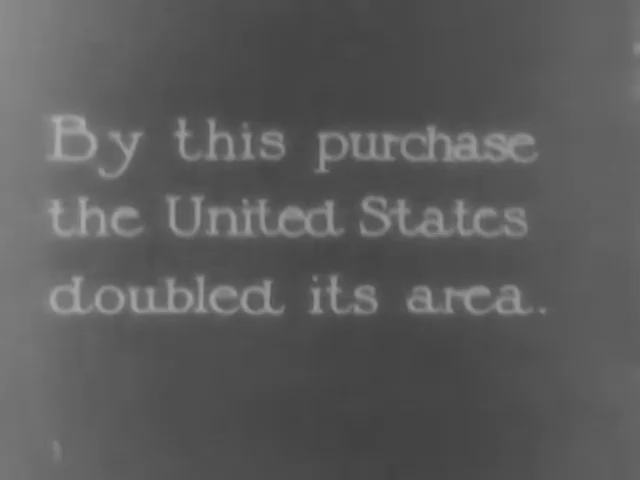 By this purchase
the United States
doubled its area.